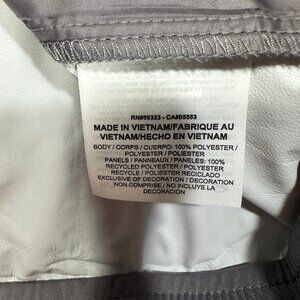 RN#56323 - CA#05553
MADE IN VIETNAM/FABRIQUE AU
VIETNAM/HECHO EN VIETNAM
BODY / CORPS / CUERPO: 100% POLYESTER /
POLYESTER / POLIESTER
PANELS / PANNEAUX / PANELES: 100%
RECYCLED POLYESTER / POLYESTER
RECYCLÉ / POLIESTER RECICLADO
EXCLUSIVE OF DECORATION / DECORATION
NON COMPRISE / NO INCLUYE LA
DECORACIÓN